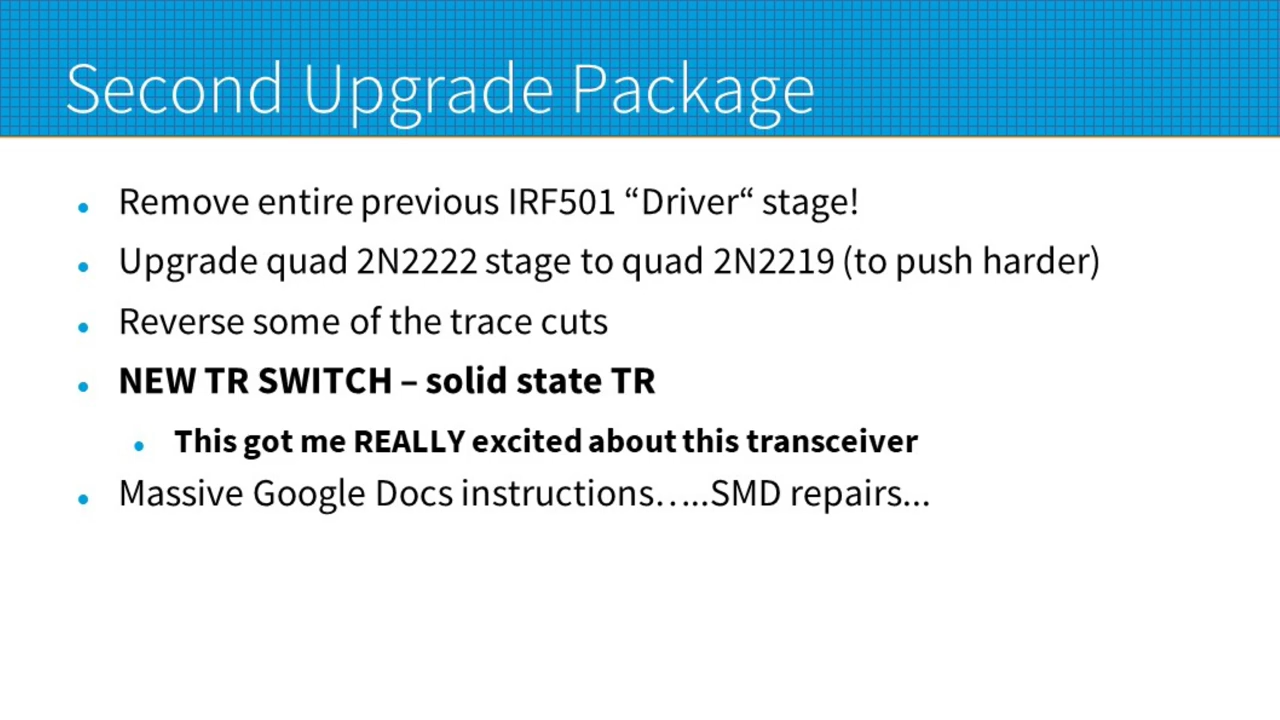 Second Upgrade Package
Remove entire previous IRF501 “Driver“ stage!
Upgrade quad 2N2222 stage to quad 2N2219 (to push harder)
Reverse some of the trace cuts
NEW TR SWITCH – solid state TR
This got me REALLY excited about this transceiver
Massive Google Docs instructions…..SMD repairs...